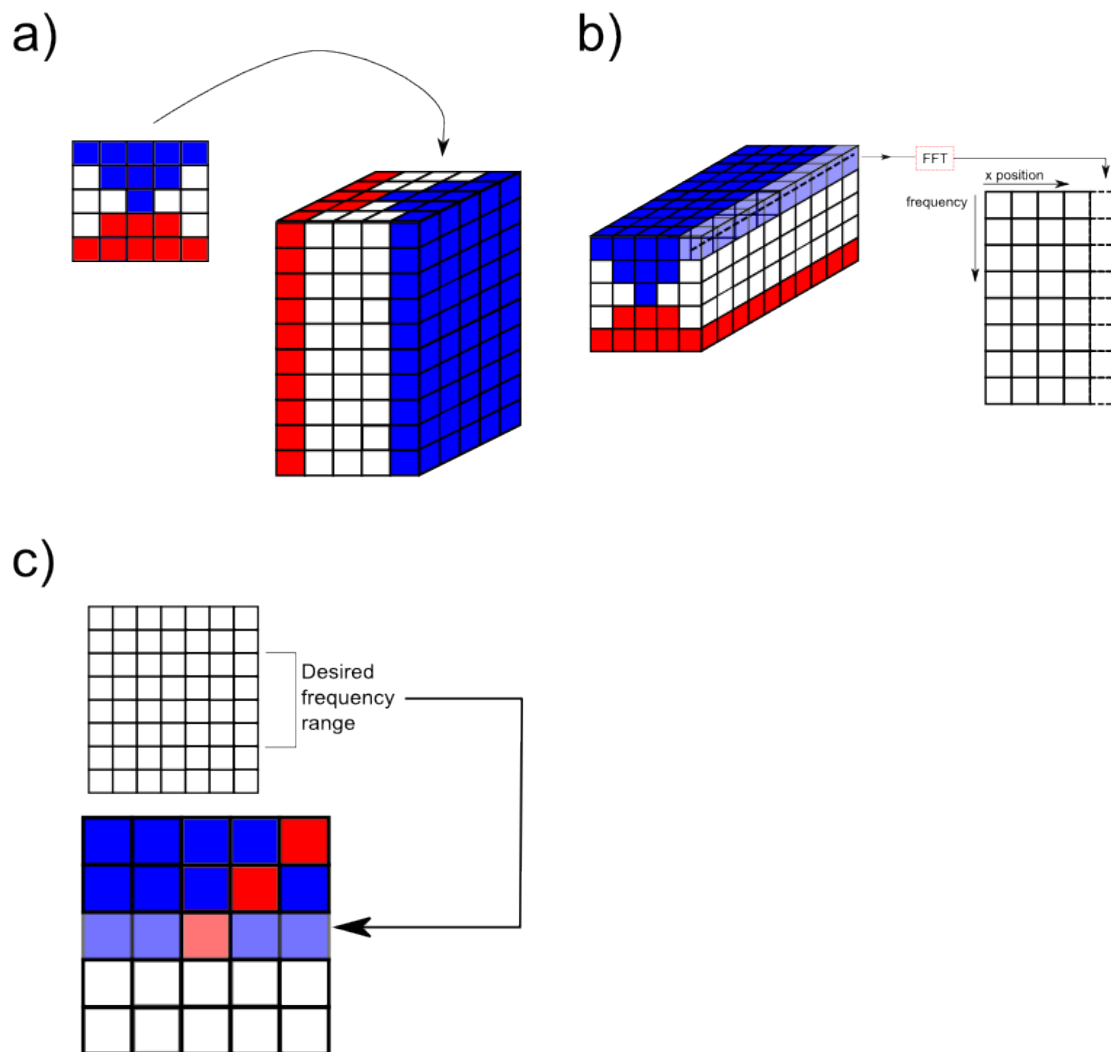 a)
b)
FFT
x position
frequency
c)
Desired
frequency
range